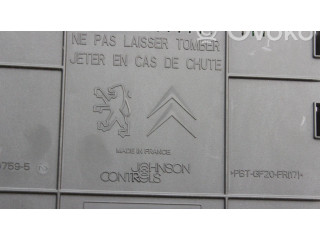 NE PAS LAISSER TOMBER
JETER EN CAS DE CHUTE
MADE IN FRANCE
JOHNSON
CONTROLS
>PBT-GF20-FR(17)<